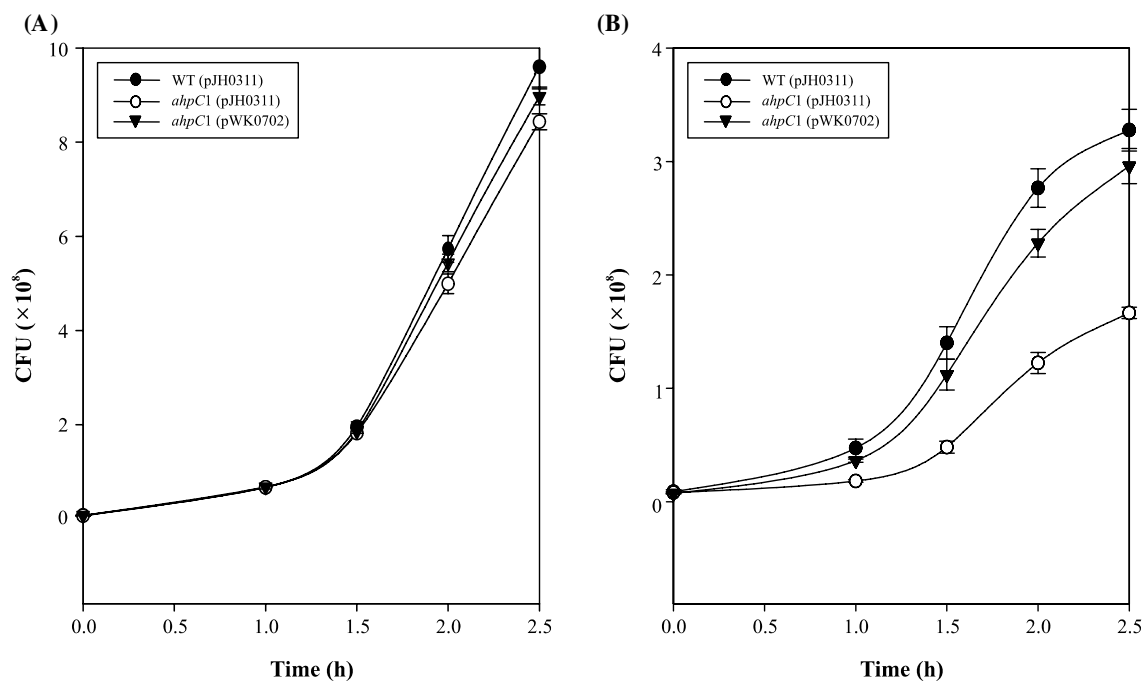 (A)
CFU (×10⁸)
10
8
6
4
2
0
WT (pJH0311)
ahpC1 (pJH0311)
ahpC1 (pWK0702)
0.0 0.5 1.0 1.5 2.0 2.5
Time (h)
(B)
CFU (×10⁸)
4
3
2
1
0
WT (pJH0311)
ahpC1 (pJH0311)
ahpC1 (pWK0702)
0.0 0.5 1.0 1.5 2.0 2.5
Time (h)